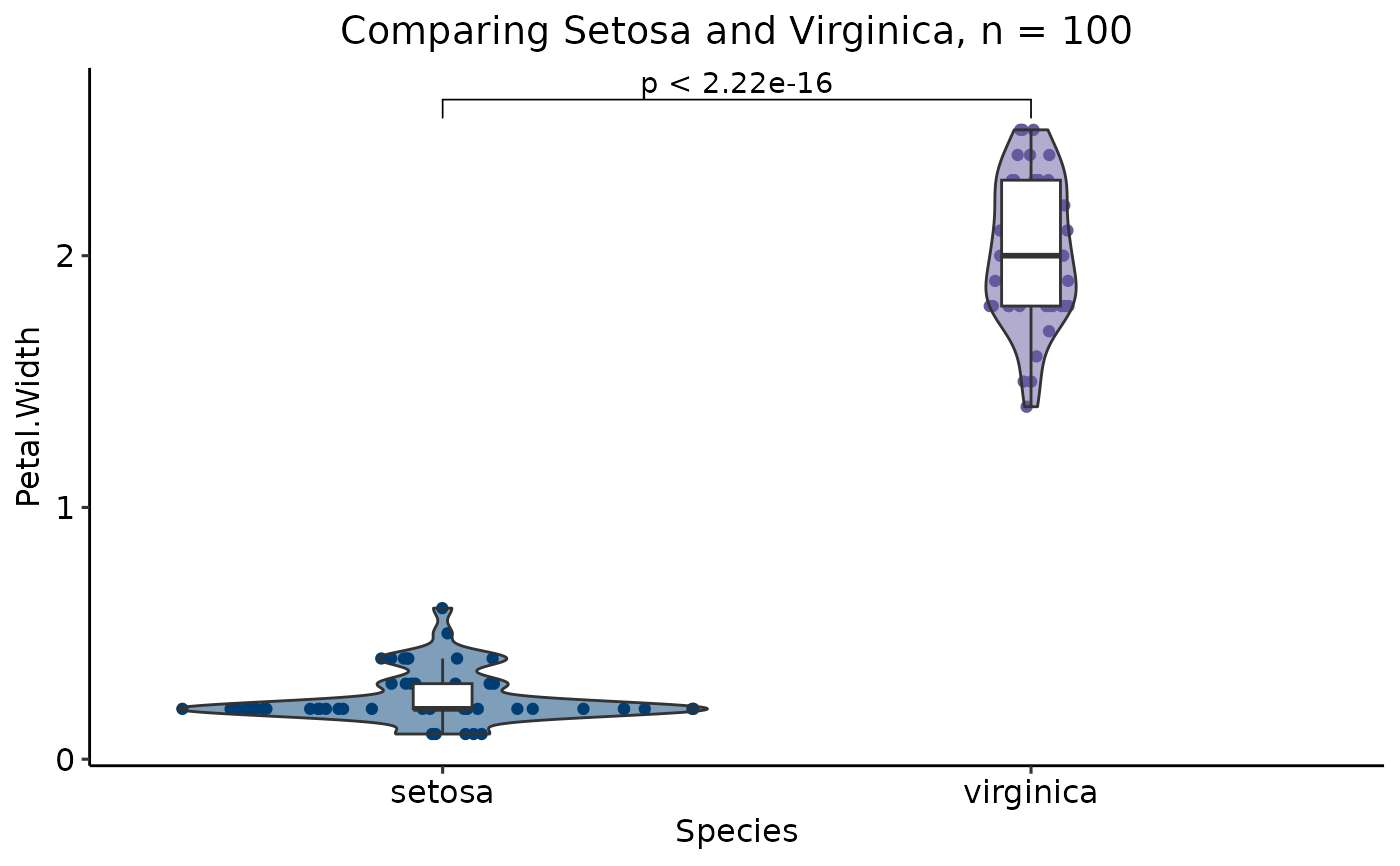 Comparing Setosa and Virginica, n = 100
p < 2.22e-16
Petal.Width
2
1
0
setosa
virginica
Species